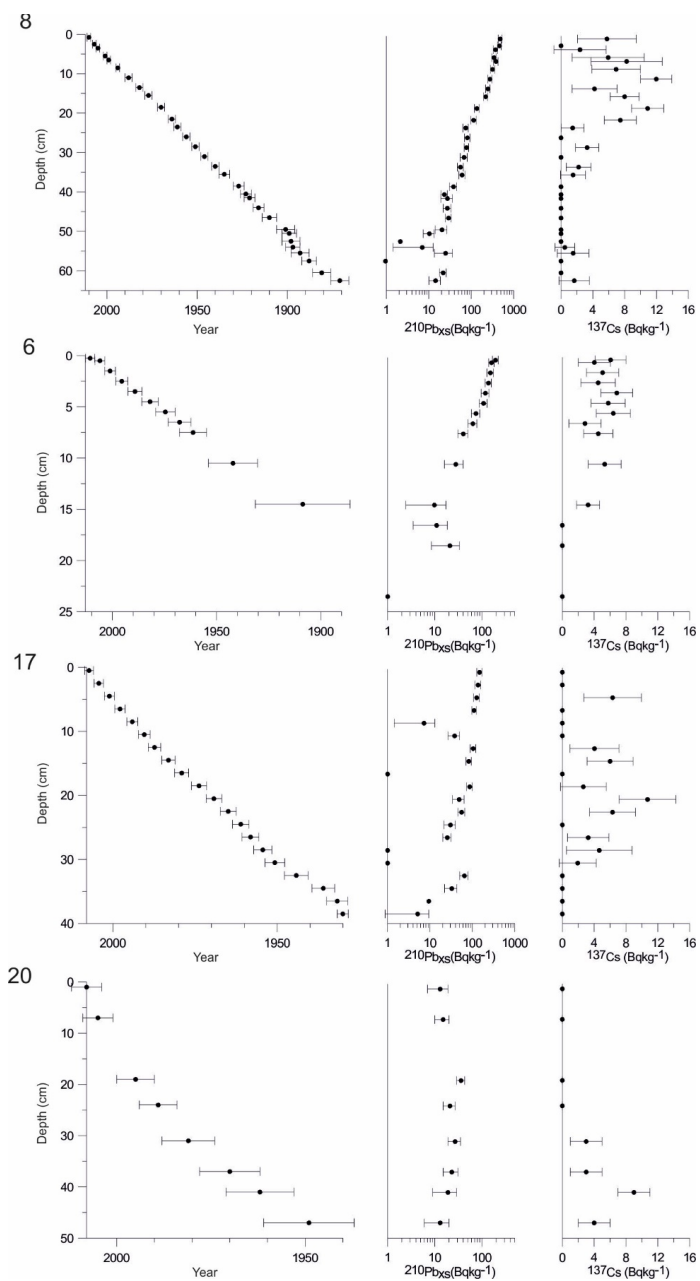 8
0
10
20
30
40
50
60
Depth (cm)
2000 1950 1900
Year
1 10 100 1000
210Pbxs(Bqkg-1)
0 4 8 12 16
137Cs (Bqkg-1)
6
0
5
10
15
20
25
Depth (cm)
2000 1950 1900
Year
1 10 100
210Pbxs(Bqkg-1)
0 4 8 12 16
137Cs (Bqkg-1)
17
0
10
20
30
40
Depth (cm)
2000 1950
Year
1 10 100 1000
210Pbxs(Bqkg-1)
0 4 8 12 16
137Cs (Bqkg-1)
20
0
10
20
30
40
50
Depth (cm)
2000 1950
Year
1 10 100
210Pbxs(Bqkg-1)
0 4 8 12 16
137Cs (Bqkg-1)